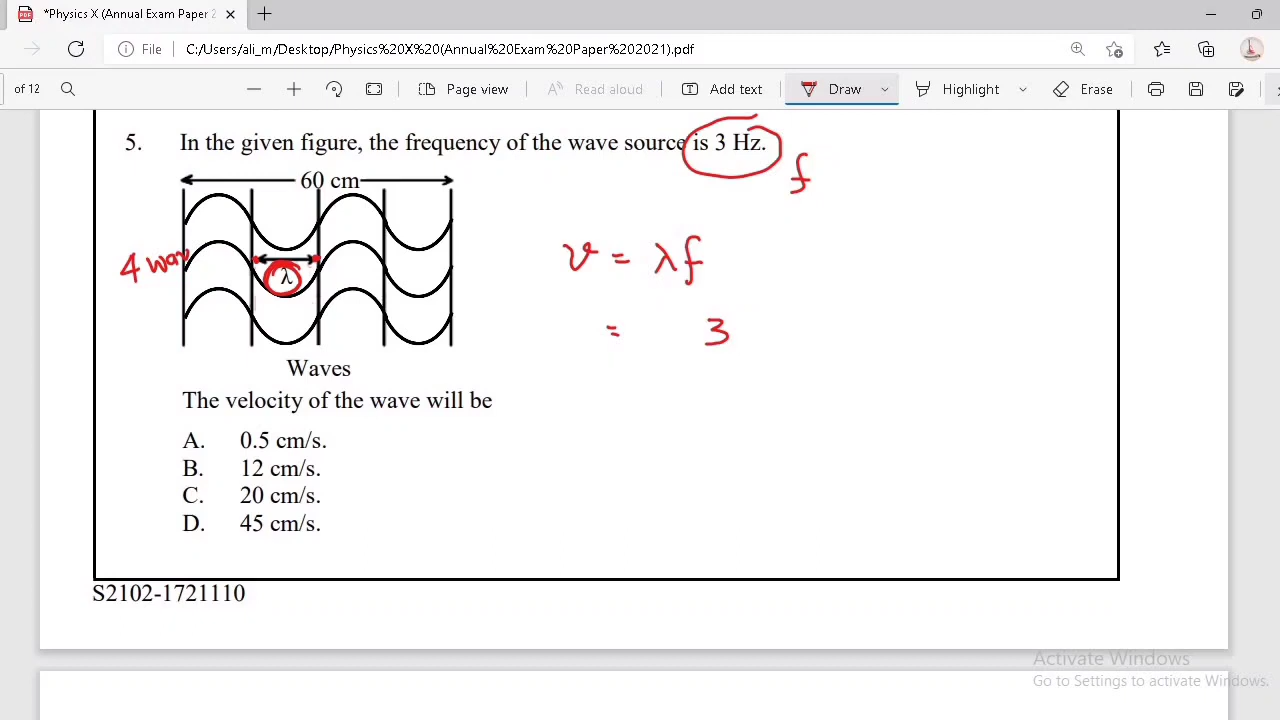 *Physics X (Annual Exam Paper 2
File C:/Users/ali_m/Desktop/Physics%20X%20(Annual%20Exam%20Paper%202021).pdf
of 12 Page view Read aloud Add text Draw Highlight Erase
5. In the given figure, the frequency of the wave source is 3 Hz.
f
60 cm
4 wav
λ
v = λf
= 3
Waves
The velocity of the wave will be
A. 0.5 cm/s.
B. 12 cm/s.
C. 20 cm/s.
D. 45 cm/s.
S2102-1721110
Activate Windows
Go to Settings to activate Windows.